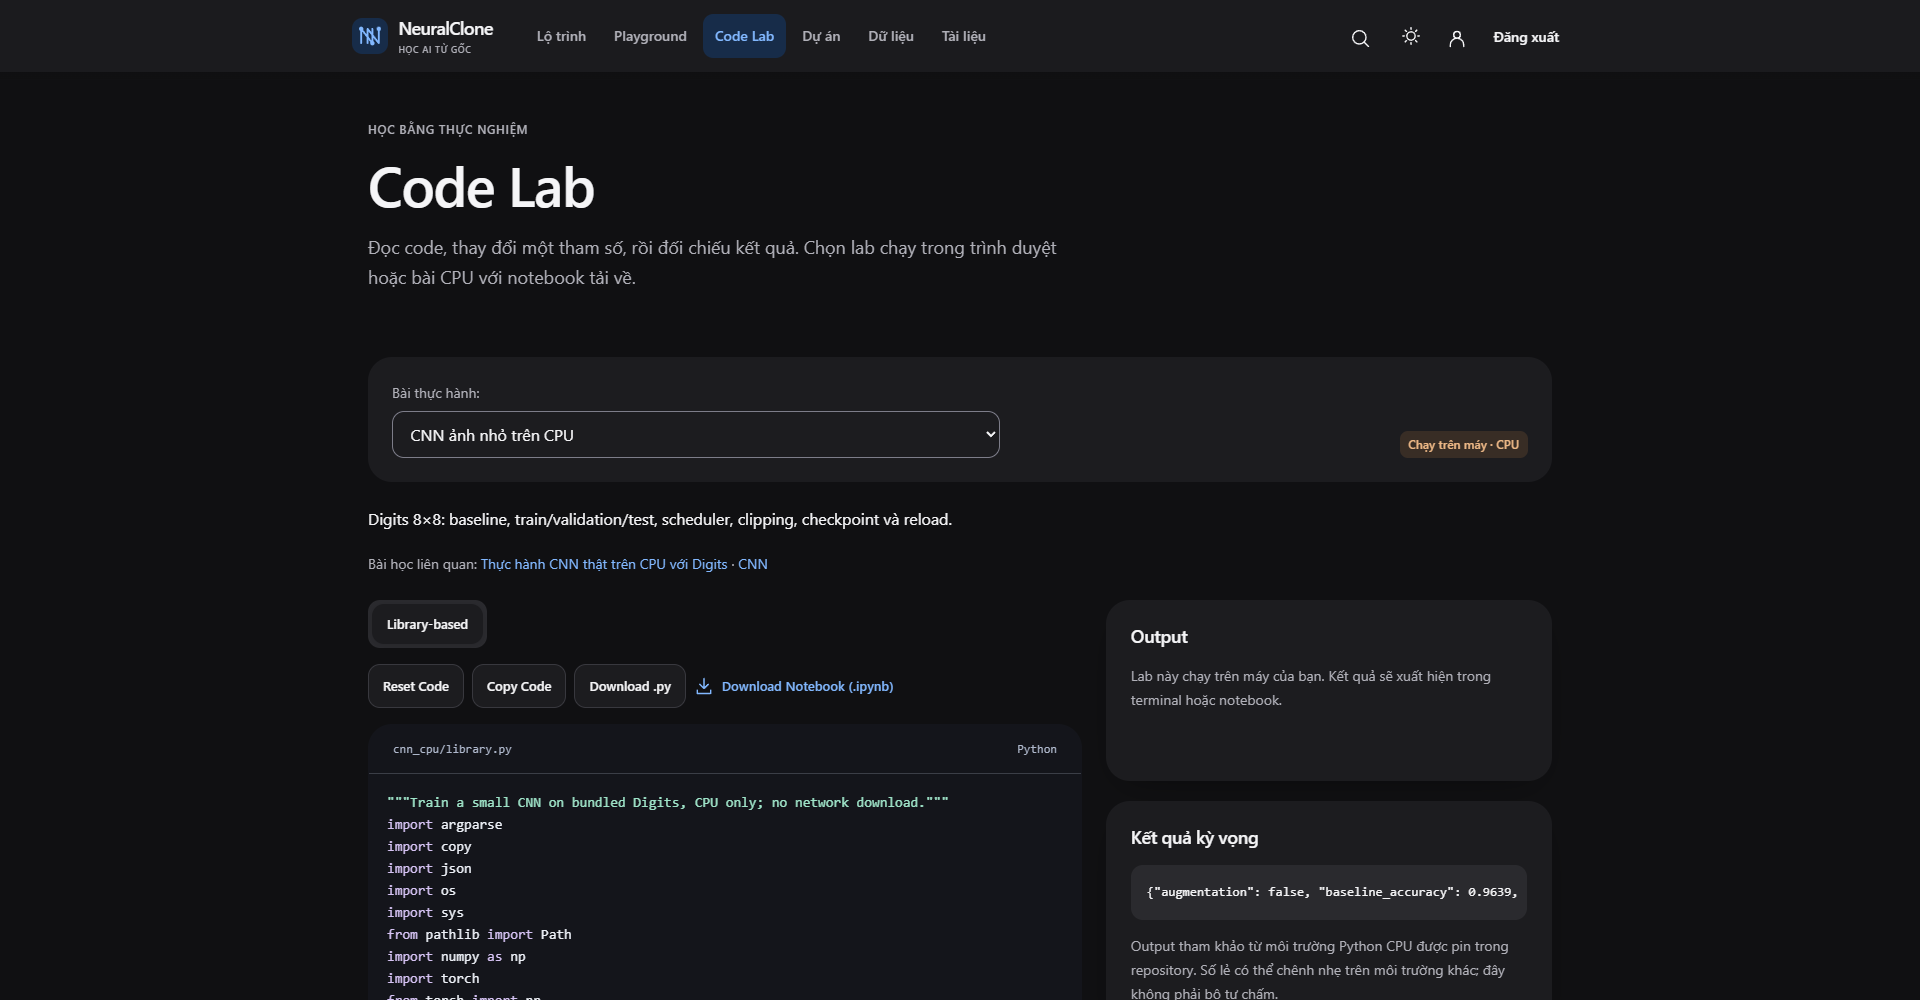 NeuralClone
HỌC AI TỪ GỐC
Lộ trình
Playground
Code Lab
Dự án
Dữ liệu
Tài liệu
Đăng xuất
HỌC BẰNG THỰC NGHIỆM
Code Lab
Đọc code, thay đổi một tham số, rồi đối chiếu kết quả. Chọn lab chạy trong trình duyệt
hoặc bài CPU với notebook tải về.
Bài thực hành:
CNN ảnh nhỏ trên CPU
Chạy trên máy · CPU
Digits 8×8: baseline, train/validation/test, scheduler, clipping, checkpoint và reload.
Bài học liên quan: Thực hành CNN thật trên CPU với Digits · CNN
Library-based
Reset Code
Copy Code
Download .py
Download Notebook (.ipynb)
cnn_cpu/library.py
Python
"""Train a small CNN on bundled Digits, CPU only; no network download."""
import argparse
import copy
import json
import os
import sys
from pathlib import Path
import numpy as np
import torch
from torch import nn
Output
Lab này chạy trên máy của bạn. Kết quả sẽ xuất hiện trong
terminal hoặc notebook.
Kết quả kỳ vọng
{"augmentation": false, "baseline_accuracy": 0.9639,
Output tham khảo từ môi trường Python CPU được pin trong
repository. Số lẻ có thể chênh nhẹ trên môi trường khác; đây
không phải bộ tự chấm.